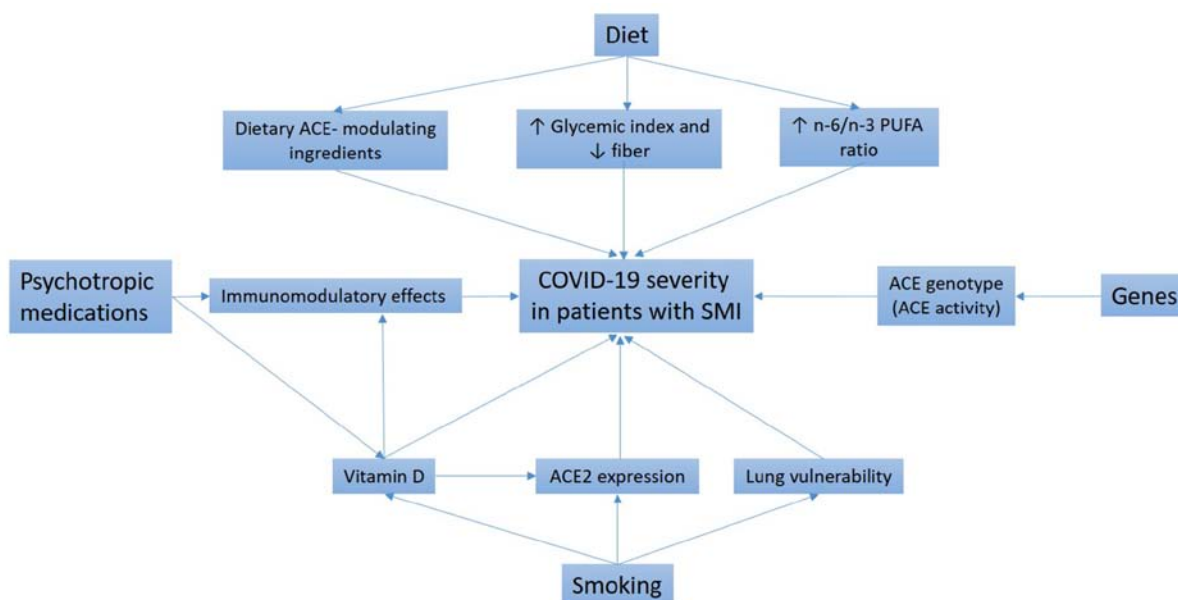 Diet
Dietary ACE- modulating
ingredients
↑ Glycemic index and
↓ fiber
↑ n-6/n-3 PUFA
ratio
Psychotropic
medications
Immunomodulatory effects
COVID-19 severity
in patients with SMI
ACE genotype
(ACE activity)
Genes
Vitamin D
ACE2 expression
Lung vulnerability
Smoking